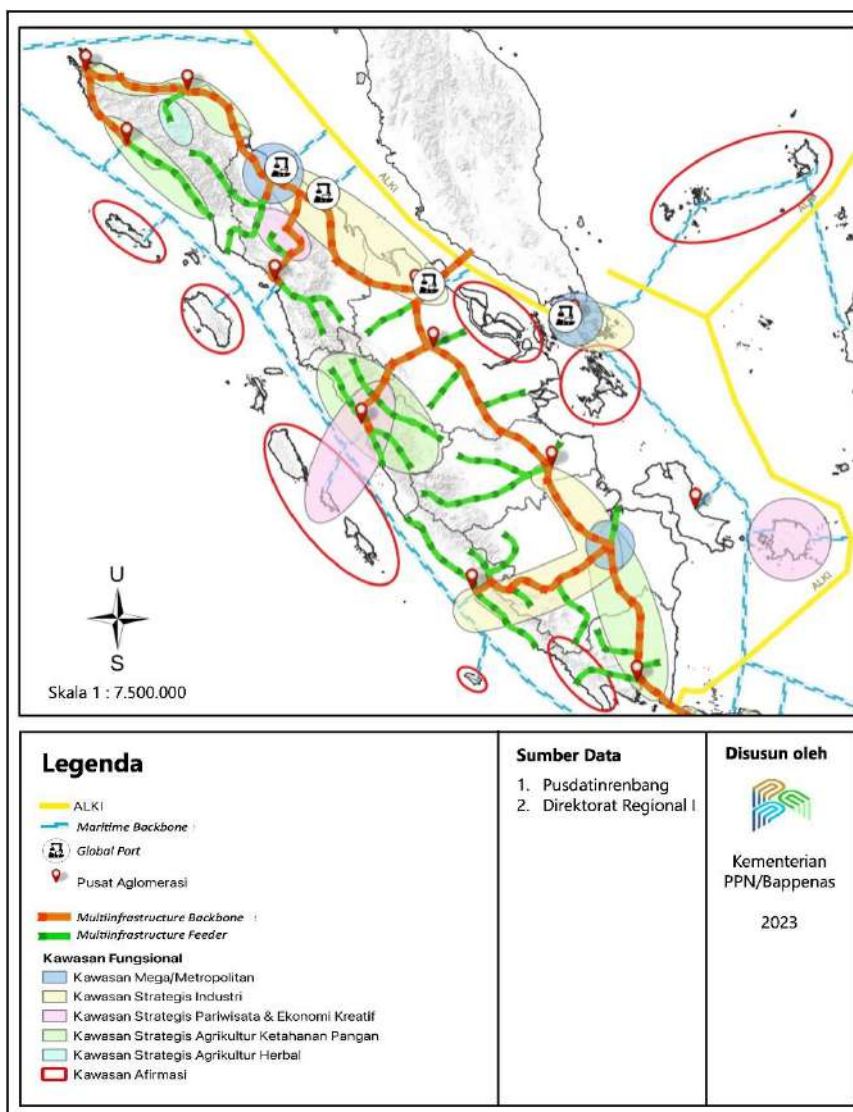 ALKI
ALKI
U
S
Skala 1 : 7.500.000
ALKI
Legenda
ALKI
Maritime Backbone
Global Port
Pusat Aglomerasi
Multiinfrastructure Backbone
Multiinfrastructure Feeder
Kawasan Fungsional
Kawasan Mega/Metropolitan
Kawasan Strategis Industri
Kawasan Strategis Pariwisata & Ekonomi Kreatif
Kawasan Strategis Agrikultur Ketahanan Pangan
Kawasan Strategis Agrikultur Herbal
Kawasan Afirmasi
Sumber Data
1. Pusdatinrenbang
2. Direktorat Regional I
Disusun oleh
Kementerian
PPN/Bappenas
2023